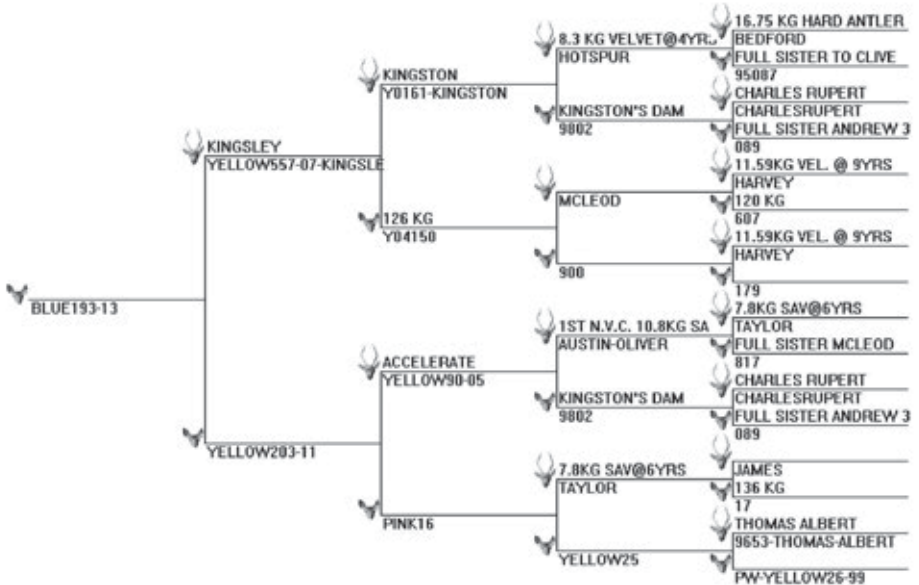 16.75 KG HARD ANTLER
8.3 KG VELVET@4YRS
BEDFORD
HOTSPUR
FULL SISTER TO CLIVE
95087
KINGSTON
Y0161-KINGSTON
CHARLES RUPERT
CHARLESRUPERT
KINGSTON'S DAM
9802
FULL SISTER ANDREW 3
089
KINGSLEY
YELLOW557-07-KINGSLE
11.59KG VEL. @ 9YRS
HARVEY
MCLEOD
120 KG
607
126 KG
Y04150
11.59KG VEL. @ 9YRS
HARVEY
900
179
BLUE193-13
7.8KG SAV@6YRS
1ST N.V.C. 10.8KG SA
TAYLOR
AUSTIN-OLIVER
FULL SISTER MCLEOD
817
ACCELERATE
YELLOW90-05
CHARLES RUPERT
CHARLESRUPERT
KINGSTON'S DAM
9802
FULL SISTER ANDREW 3
089
YELLOW203-11
7.8KG SAV@6YRS
JAMES
TAYLOR
136 KG
17
PINK16
THOMAS ALBERT
9653-THOMAS-ALBERT
YELLOW25
PW-YELLOW26-99